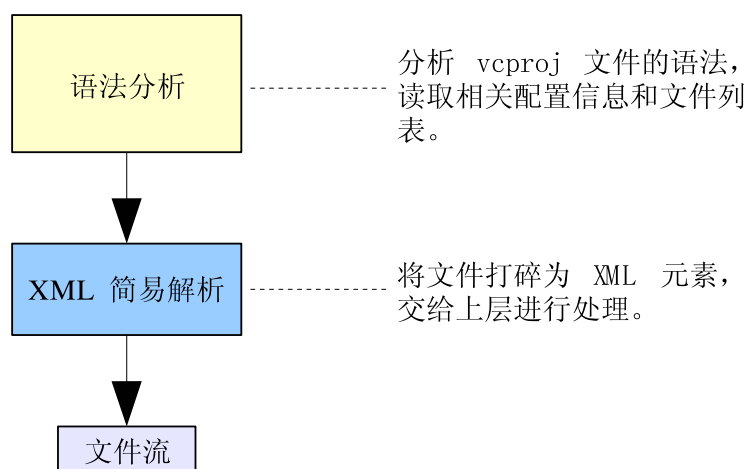 语法分析
分析 vcproj 文件的语法，
读取相关配置信息和文件列
表。
XML 简易解析
将文件打碎为 XML 元素，
交给上层进行处理。
文件流